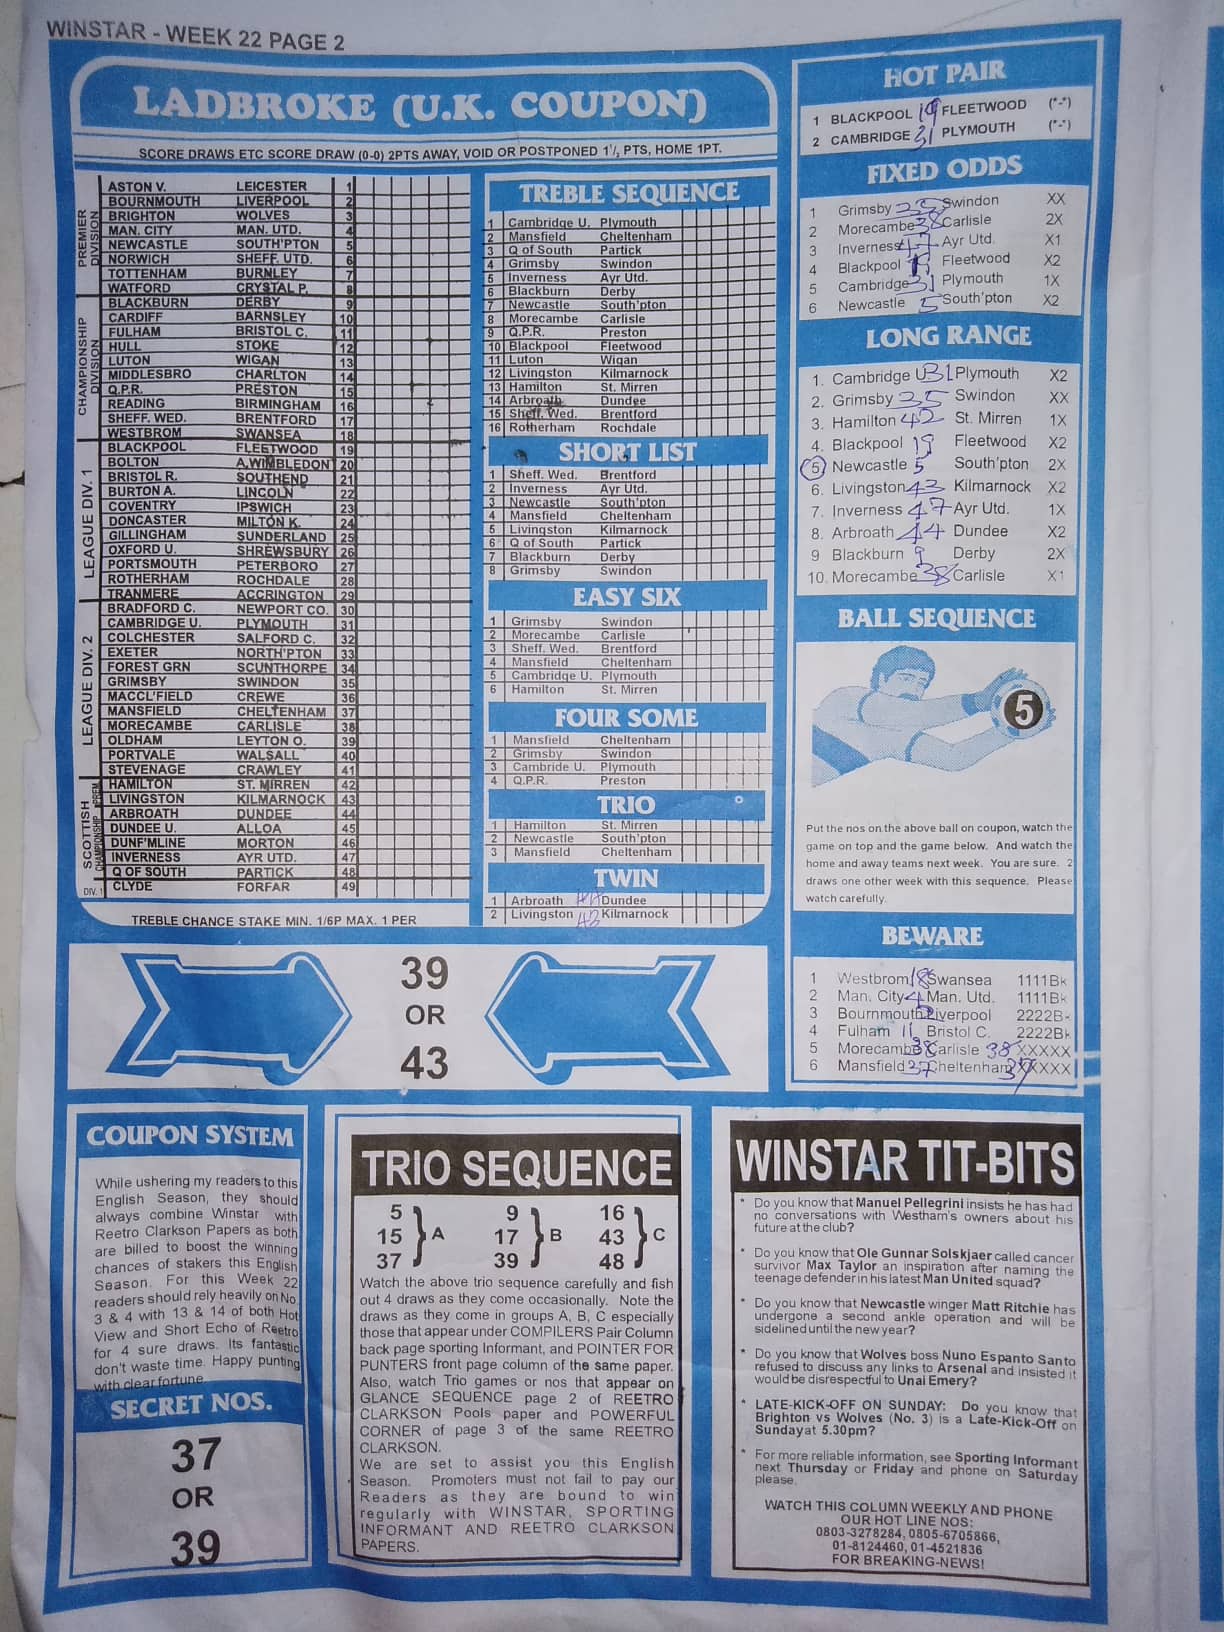 WINSTAR - WEEK 22 PAGE 2
LADBROKE (U.K. COUPON)
SCORE DRAWS ETC SCORE DRAW (0-0) 2PTS AWAY, VOID OR POSTPONED 1½, PTS, HOME 1PT.
PREMIER DIVISION
ASTON V. LEICESTER 1
BOURNMOUTH LIVERPOOL 2
BRIGHTON WOLVES 3
MAN. CITY MAN. UTD. 4
NEWCASTLE SOUTH'PTON 5
NORWICH SHEFF. UTD. 6
TOTTENHAM BURNLEY 7
WATFORD CRYSTAL P. 8
CHAMPIONSHIP DIVISION
BLACKBURN DERBY 9
CARDIFF BARNSLEY 10
FULHAM BRISTOL C. 11
HULL STOKE 12
LUTON WIGAN 13
MIDDLESBRO CHARLTON 14
Q.P.R. PRESTON 15
READING BIRMINGHAM 16
SHEFF. WED. BRENTFORD 17
WESTBROM SWANSEA 18
LEAGUE DIV. 1
BLACKPOOL FLEETWOOD 19
BOLTON A.WIMBLEDON 20
BRISTOL R. SOUTHEND 21
BURTON A. LINCOLN 22
COVENTRY IPSWICH 23
DONCASTER MILTON K. 24
GILLINGHAM SUNDERLAND 25
OXFORD U. SHREWSBURY 26
PORTSMOUTH PETERBORO 27
ROTHERHAM ROCHDALE 28
TRANMERE ACCRINGTON 29
LEAGUE DIV. 2
BRADFORD C. NEWPORT CO. 30
CAMBRIDGE U. PLYMOUTH 31
COLCHESTER SALFORD C. 32
EXETER NORTH'PTON 33
FOREST GRN SCUNTHORPE 34
GRIMSBY SWINDON 35
MACCL'FIELD CREWE 36
MANSFIELD CHELTENHAM 37
MORECAMBE CARLISLE 38
OLDHAM LEYTON O. 39
PORTVALE WALSALL 40
STEVENAGE CRAWLEY 41
SCOTTISH
PREM.
HAMILTON ST. MIRREN 42
LIVINGSTON KILMARNOCK 43
CHAMPIONSHIP
ARBROATH DUNDEE 44
DUNDEE U. ALLOA 45
DUNF'MLINE MORTON 46
INVERNESS AYR UTD. 47
Q OF SOUTH PARTICK 48
DIV. 1 CLYDE FORFAR 49
TREBLE CHANCE STAKE MIN. 1/6P MAX. 1 PER
TREBLE SEQUENCE
1 Cambridge U. Plymouth
2 Mansfield Cheltenham
3 Q of South Partick
4 Grimsby Swindon
5 Inverness Ayr Utd.
6 Blackburn Derby
7 Newcastle South'pton
8 Morecambe Carlisle
9 Q.P.R. Preston
10 Blackpool Fleetwood
11 Luton Wigan
12 Livingston Kilmarnock
13 Hamilton St. Mirren
14 Arbroath Dundee
15 Sheff. Wed. Brentford
16 Rotherham Rochdale
SHORT LIST
1 Sheff. Wed. Brentford
2 Inverness Ayr Utd.
3 Newcastle South'pton
4 Mansfield Cheltenham
5 Livingston Kilmarnock
6 Q of South Partick
7 Blackburn Derby
8 Grimsby Swindon
EASY SIX
1 Grimsby Swindon
2 Morecambe Carlisle
3 Sheff. Wed. Brentford
4 Mansfield Cheltenham
5 Cambridge U. Plymouth
6 Hamilton St. Mirren
FOUR SOME
1 Mansfield Cheltenham
2 Grimsby Swindon
3 Cambride U. Plymouth
4 Q.P.R. Preston
TRIO
1 Hamilton St. Mirren
2 Newcastle South'pton
3 Mansfield Cheltenham
TWIN
1 Arbroath 44 Dundee
2 Livingston 43 Kilmarnock
HOT PAIR
1 BLACKPOOL 19 FLEETWOOD (*-*)
2 CAMBRIDGE 31 PLYMOUTH (*-*)
FIXED ODDS
1 Grimsby 35 Swindon XX
2 Morecambe 38 Carlisle 2X
3 Inverness 47 Ayr Utd. X1
4 Blackpool 19 Fleetwood X2
5 Cambridge 31 Plymouth 1X
6 Newcastle 5 South'pton X2
LONG RANGE
1. Cambridge U 31 Plymouth X2
2. Grimsby 35 Swindon XX
3. Hamilton 42 St. Mirren 1X
4. Blackpool 19 Fleetwood X2
5 Newcastle 5 South'pton 2X
6. Livingston 43 Kilmarnock X2
7. Inverness 47 Ayr Utd. 1X
8. Arbroath 44 Dundee X2
9 Blackburn 9 Derby 2X
10. Morecambe 38 Carlisle X1
BALL SEQUENCE
5
Put the nos on the above ball on coupon, watch the
game on top and the game below. And watch the
home and away teams next week. You are sure. 2
draws one other week with this sequence. Please
watch carefully.
BEWARE
1 Westbrom 18 Swansea 1111Bk
2 Man. City 4 Man. Utd. 1111Bk
3 Bournmouth 2 Liverpool 2222Bk
4 Fulham 11 Bristol C. 2222Bk
5 Morecambe 38 Carlisle 38 XXXXX
6 Mansfield 37 Cheltenham 37 XXXXX
39
OR
43
COUPON SYSTEM
While ushering my readers to this
English Season, they should
always combine Winstar with
Reetro Clarkson Papers as both
are billed to boost the winning
chances of stakers this English
Season. For this Week 22
readers should rely heavily on No.
3 & 4 with 13 & 14 of both Hot
View and Short Echo of Reetro
for 4 sure draws. Its fantastic
don't waste time. Happy punting
with clear fortune
SECRET NOS.
37
OR
39
TRIO SEQUENCE
5 9 16
15 A 17 B 43 C
37 39 48
Watch the above trio sequence carefully and fish
out 4 draws as they come occasionally. Note the
draws as they come in groups A, B, C especially
those that appear under COMPILERS Pair Column
back page sporting Informant, and POINTER FOR
PUNTERS front page column of the same paper.
Also, watch Trio games or nos that appear on
GLANCE SEQUENCE page 2 of REETRO
CLARKSON Pools paper and POWERFUL
CORNER of page 3 of the same REETRO
CLARKSON.
We are set to assist you this English
Season. Promoters must not fail to pay our
Readers as they are bound to win
regularly with WINSTAR, SPORTING
INFORMANT AND REETRO CLARKSON
PAPERS.
WINSTAR TIT-BITS
* Do you know that Manuel Pellegrini insists he has had
no conversations with Westham's owners about his
future at the club?
* Do you know that Ole Gunnar Solskjaer called cancer
survivor Max Taylor an inspiration after naming the
teenage defender in his latest Man United squad?
* Do you know that Newcastle winger Matt Ritchie has
undergone a second ankle operation and will be
sidelined until the new year?
* Do you know that Wolves boss Nuno Espanto Santo
refused to discuss any links to Arsenal and insisted it
would be disrespectful to Unai Emery?
* LATE-KICK-OFF ON SUNDAY: Do you know that
Brighton vs Wolves (No. 3) is a Late-Kick-Off on
Sunday at 5.30pm?
* For more reliable information, see Sporting Informant
next Thursday or Friday and phone on Saturday
please.
WATCH THIS COLUMN WEEKLY AND PHONE
OUR HOT LINE NOS:
0803-3278284, 0805-6705866,
01-8124460, 01-4521836
FOR BREAKING-NEWS!